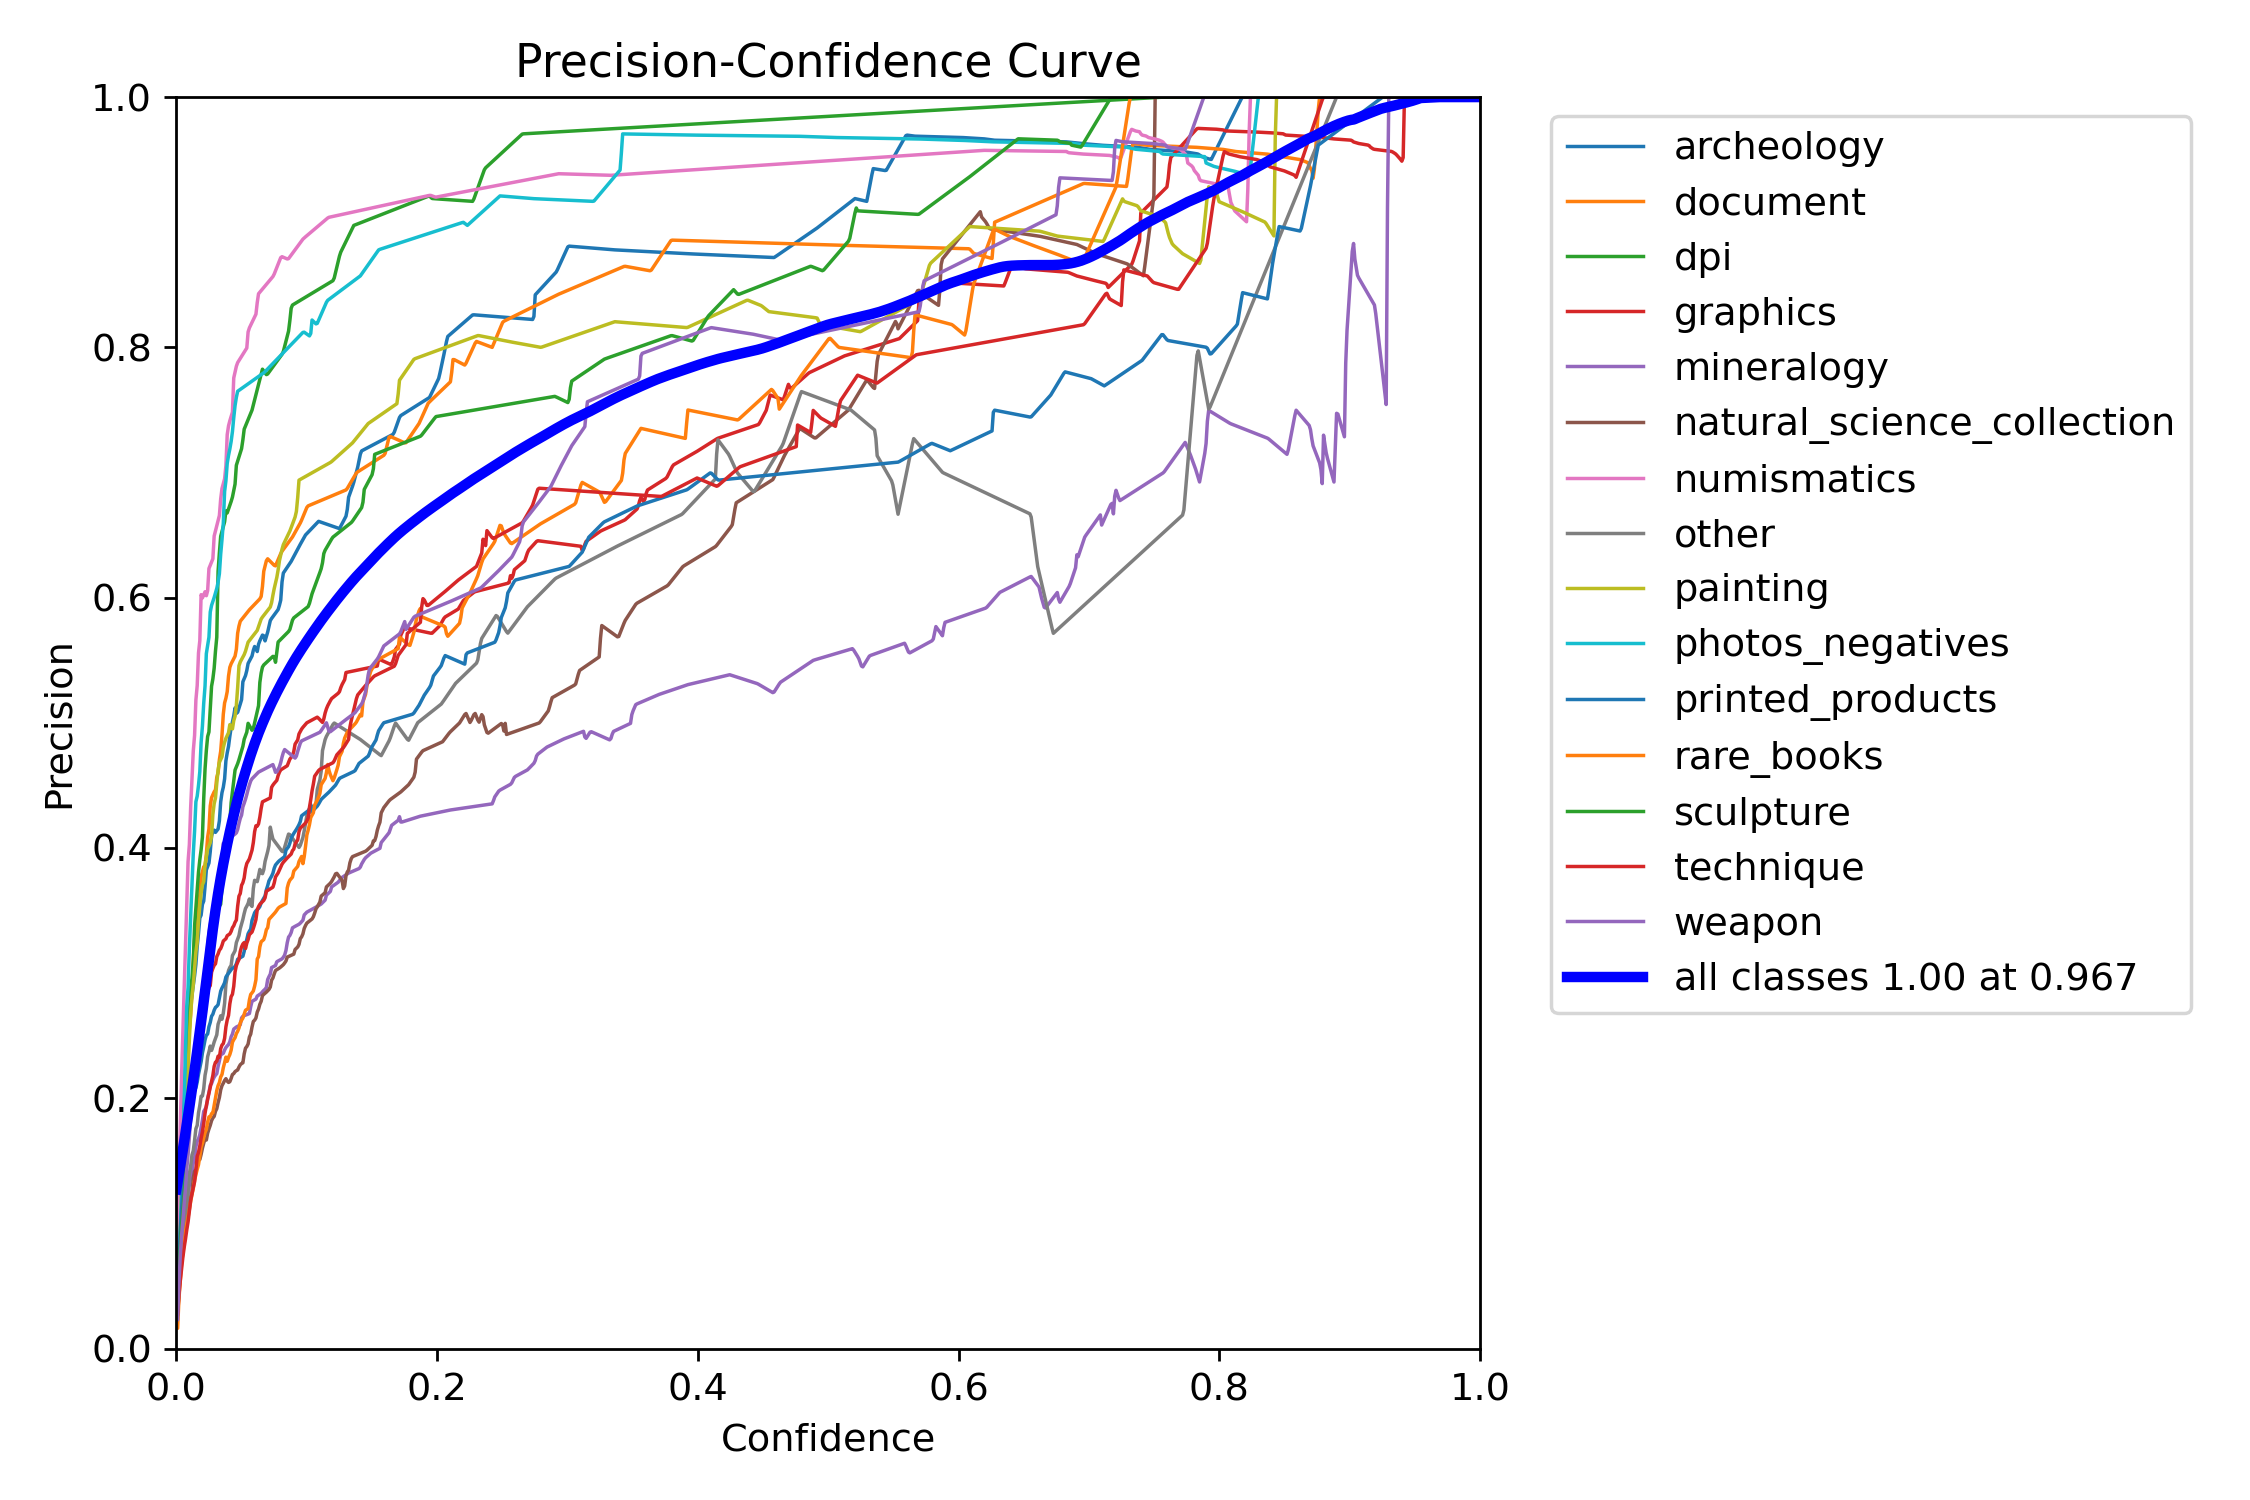 Precision-Confidence Curve
1.0
0.8
0.6
0.4
0.2
0.0
Precision
0.0 0.2 0.4 0.6 0.8 1.0
Confidence
archeology
document
dpi
graphics
mineralogy
natural_science_collection
numismatics
other
painting
photos_negatives
printed_products
rare_books
sculpture
technique
weapon
all classes 1.00 at 0.967